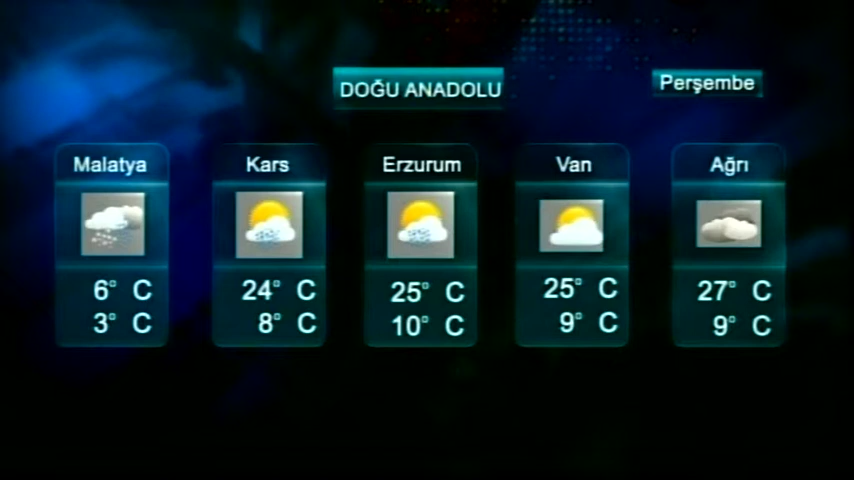 DOĞU ANADOLU
Perşembe
Malatya
6° C
3° C
Kars
24° C
8° C
Erzurum
25° C
10° C
Van
25° C
9° C
Ağrı
27° C
9° C